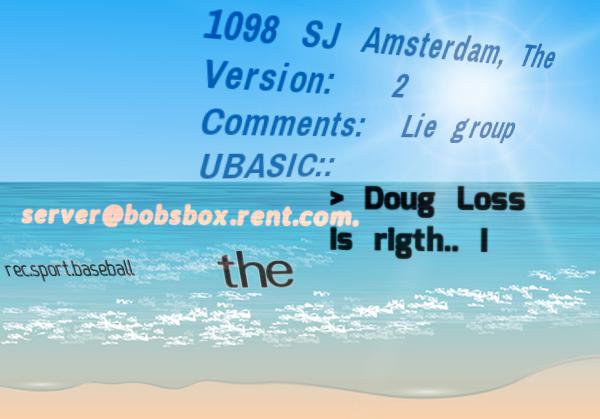 1098 SJ Amsterdam, The
Version: 2
Comments: Lie group
UBASIC::
> Doug Loss
is rigth.. I
server@bobsbox.rent.com.
rec.sport.baseball
the